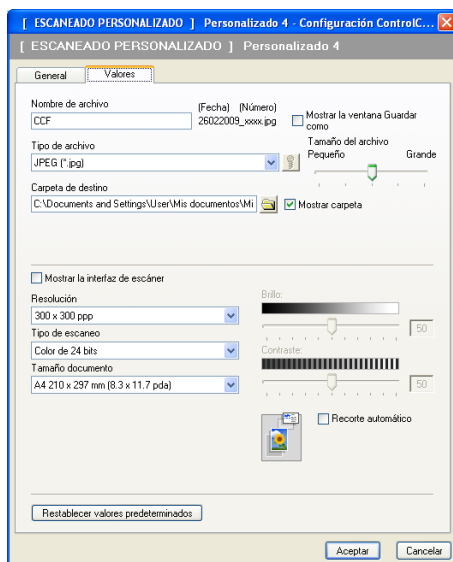 [ ESCANEADO PERSONALIZADO ] Personalizado 4 - Configuración ControlC...
[ ESCANEADO PERSONALIZADO ] Personalizado 4
General Valores
Nombre de archivo (Fecha) (Número)
CCF 26022009_xxxx.jpg Mostrar la ventana Guardar como
Tipo de archivo Tamaño del archivo
JPEG (*.jpg) Pequeño Grande
Carpeta de destino
C:\Documents and Settings\User\Mis documentos\Mi Mostrar carpeta
Mostrar la interfaz de escáner
Resolución Brillo:
300 x 300 ppp 50
Tipo de escaneo
Color de 24 bits Contraste:
Tamaño documento
A4 210 x 297 mm (8.3 x 11.7 pda) 50
Recorte automático
Restablecer valores predeterminados
Aceptar Cancelar